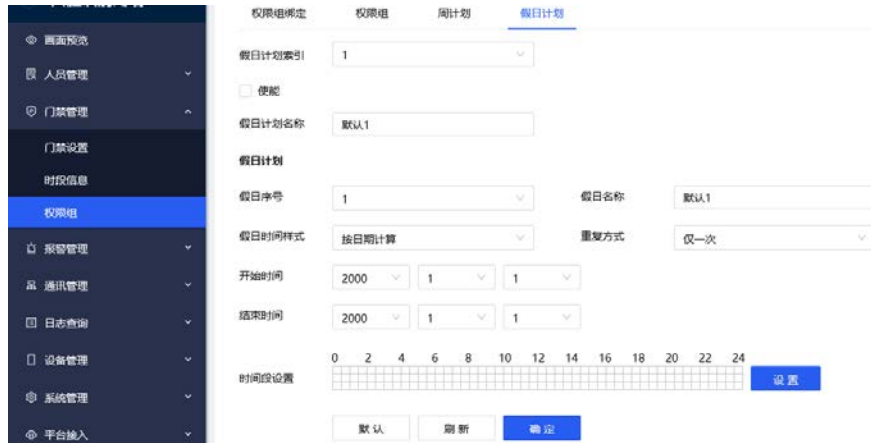 权限组绑定 权限组 周计划 假日计划
画面预览
人员管理
门禁管理
门禁设置
时段信息
权限组
报警管理
通讯管理
日志查询
设备管理
系统管理
平台接入
假日计划索引 1
使能
假日计划名称 默认1
假日计划
假日序号 1 假日名称 默认1
假日时间样式 按日期计算 重复方式 仅一次
开始时间 2000 1 1
结束时间 2000 1 1
0 2 4 6 8 10 12 14 16 18 20 22 24
时间段设置 设置
默认 刷新 确定